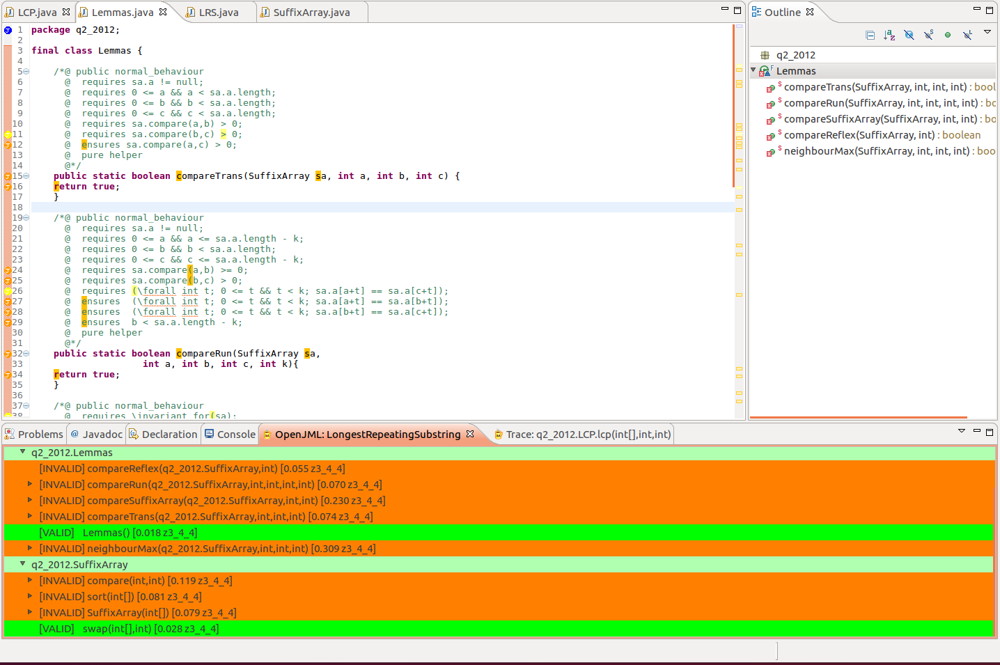 LCP.java
Lemmas.java
LRS.java
SuffixArray.java
1 package q2_2012;
2
3 final class Lemmas {
4
5 /*@ public normal_behaviour
6 @ requires sa.a != null;
7 @ requires 0 <= a && a < sa.a.length;
8 @ requires 0 <= b && b < sa.a.length;
9 @ requires 0 <= c && c < sa.a.length;
10 @ requires sa.compare(a,b) > 0;
11 @ requires sa.compare(b,c) > 0;
12 @ ensures sa.compare(a,c) > 0;
13 @ pure helper
14 @*/
15 public static boolean compareTrans(SuffixArray sa, int a, int b, int c) {
16 return true;
17 }
18
19 /*@ public normal_behaviour
20 @ requires sa.a != null;
21 @ requires 0 <= a && a <= sa.a.length - k;
22 @ requires 0 <= b && b < sa.a.length;
23 @ requires 0 <= c && c <= sa.a.length - k;
24 @ requires sa.compare(a,b) >= 0;
25 @ requires sa.compare(b,c) > 0;
26 @ requires (\forall int t; 0 <= t && t < k; sa.a[a+t] == sa.a[c+t]);
27 @ ensures (\forall int t; 0 <= t && t < k; sa.a[a+t] == sa.a[b+t]);
28 @ ensures (\forall int t; 0 <= t && t < k; sa.a[b+t] == sa.a[c+t]);
29 @ ensures b < sa.a.length - k;
30 @ pure helper
31 @*/
32 public static boolean compareRun(SuffixArray sa,
33 int a, int b, int c, int k){
34 return true;
35 }
36
37 /*@ public normal_behaviour
38 @ requires \invariant_for(sa);
Outline
q2_2012
Lemmas
compareTrans(SuffixArray, int, int, int) : bool
compareRun(SuffixArray, int, int, int, int) : bo
compareSuffixArray(SuffixArray, int, int) : bo
compareReflex(SuffixArray, int) : boolean
neighbourMax(SuffixArray, int, int, int) : boo
Problems
Javadoc
Declaration
Console
OpenJML: LongestRepeatingSubstring
Trace: q2_2012.LCP.lcp(int[],int,int)
q2_2012.Lemmas
[INVALID] compareReflex(q2_2012.SuffixArray,int) [0.055 z3_4_4]
[INVALID] compareRun(q2_2012.SuffixArray,int,int,int,int) [0.070 z3_4_4]
[INVALID] compareSuffixArray(q2_2012.SuffixArray,int,int) [0.230 z3_4_4]
[INVALID] compareTrans(q2_2012.SuffixArray,int,int,int) [0.074 z3_4_4]
[VALID] Lemmas() [0.018 z3_4_4]
[INVALID] neighbourMax(q2_2012.SuffixArray,int,int,int) [0.309 z3_4_4]
q2_2012.SuffixArray
[INVALID] compare(int,int) [0.119 z3_4_4]
[INVALID] sort(int[]) [0.081 z3_4_4]
[INVALID] SuffixArray(int[]) [0.079 z3_4_4]
[VALID] swap(int[],int) [0.028 z3_4_4]